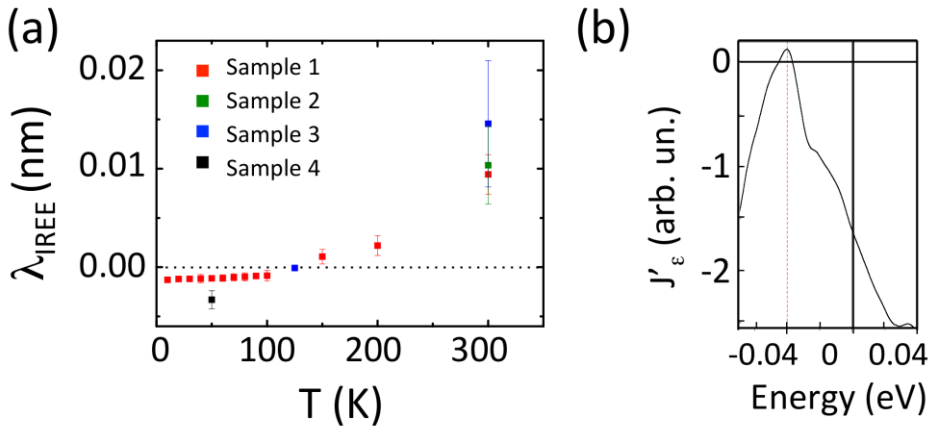 (a)
λIREE (nm)
0.02
0.01
0.00
Sample 1
Sample 2
Sample 3
Sample 4
0 100 200 300
T (K)
(b)
J'ε (arb. un.)
0
-1
-2
-0.04 0 0.04
Energy (eV)